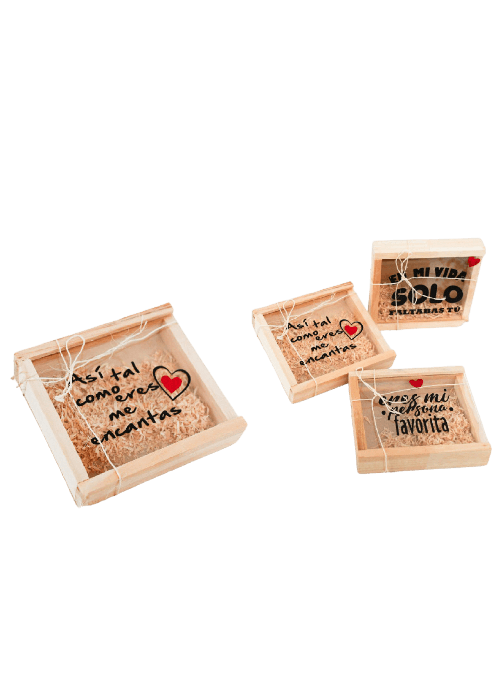 Así tal
como eres
me
encantas
Así tal
como eres
me
encantas
EN MI VIDA
SOLO
FALTABAS TÚ
eres mi
persona
favorita